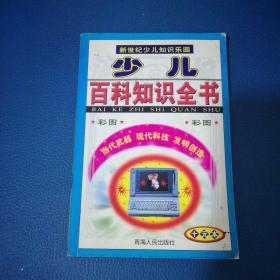 新世纪少儿知识乐园
少儿
百科知识全书
BAI KE ZHI SHI QUAN SHU
彩图 彩图
当代武器 现代科技 发明创造
青海人民出版社